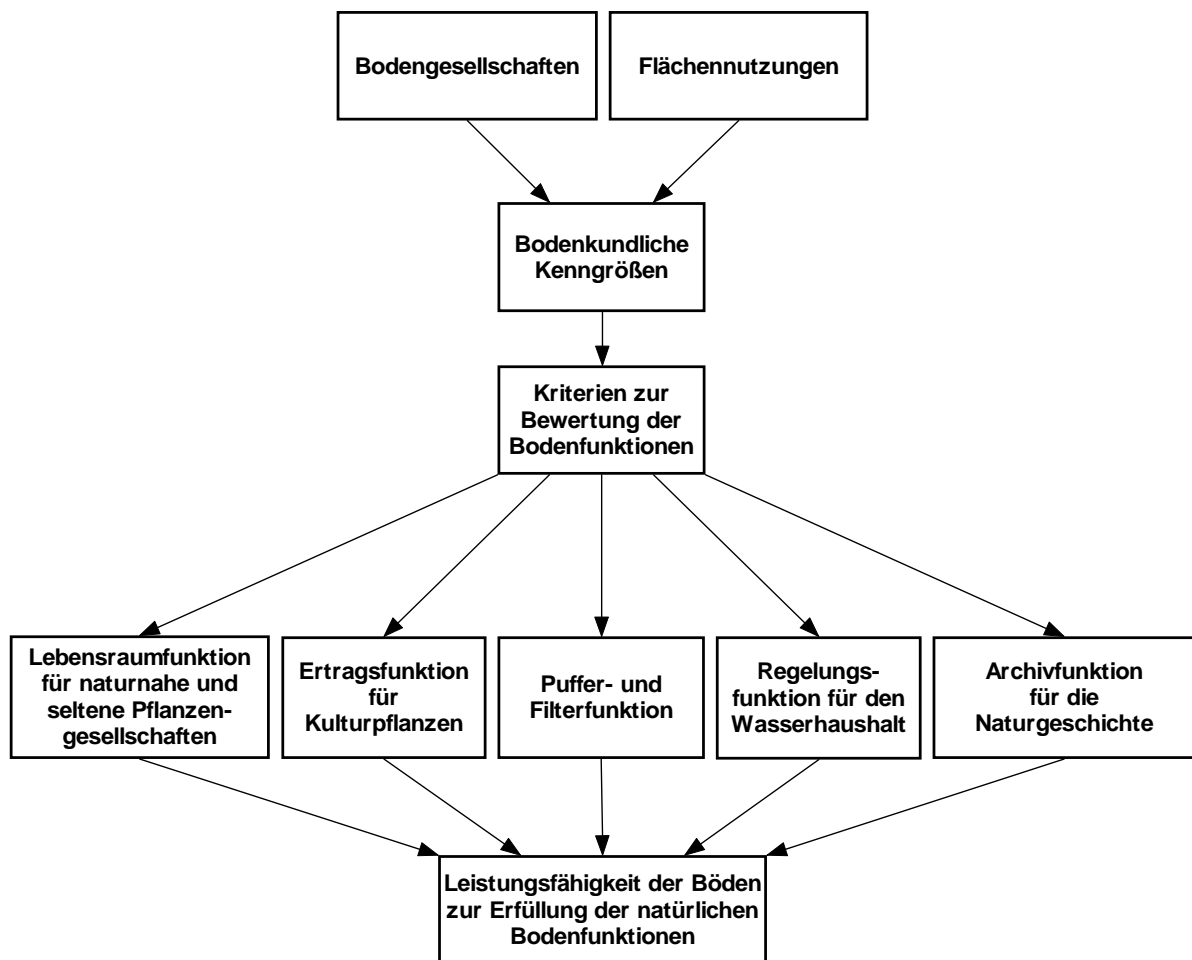 Bodengesellschaften
Flächennutzungen
Bodenkundliche
Kenngrößen
Kriterien zur
Bewertung der
Bodenfunktionen
Lebensraumfunktion
für naturnahe und
seltene Pflanzen-
gesellschaften
Ertragsfunktion
für
Kulturpflanzen
Puffer- und
Filterfunktion
Regelungs-
funktion für den
Wasserhaushalt
Archivfunktion
für die
Naturgeschichte
Leistungsfähigkeit der Böden
zur Erfüllung der natürlichen
Bodenfunktionen